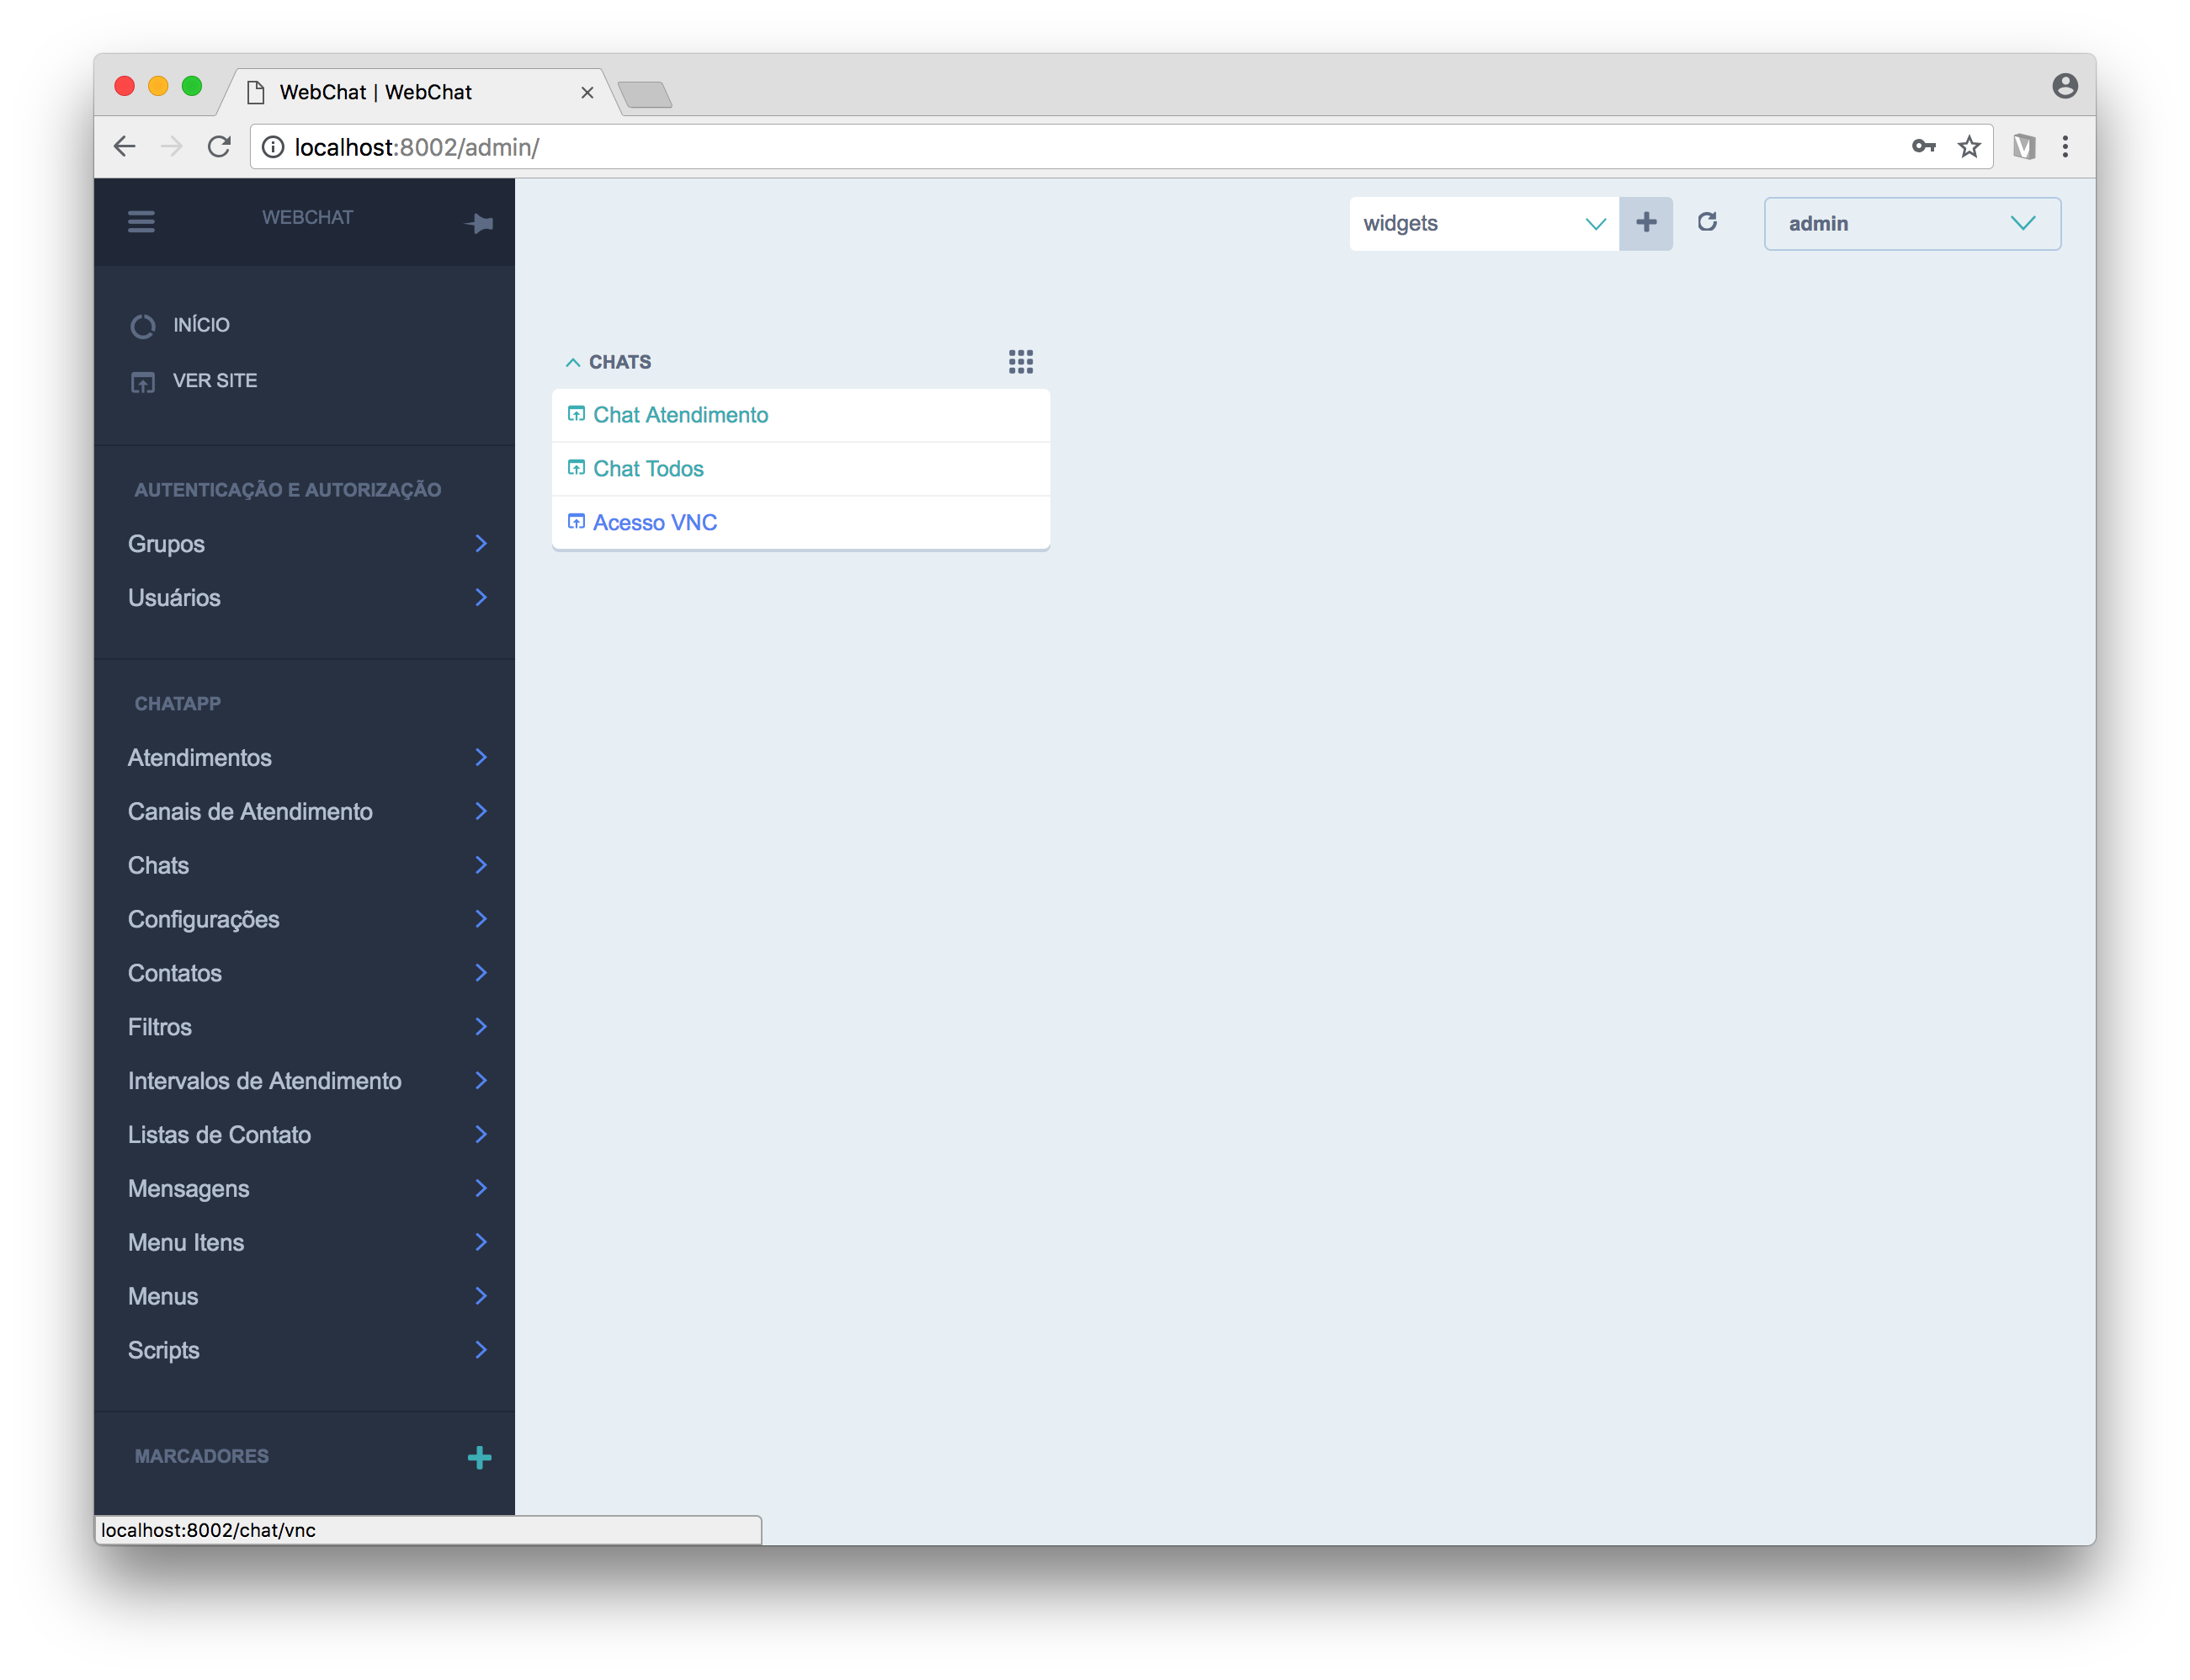 WebChat | WebChat
localhost:8002/admin/
WEBCHAT
widgets
admin
INÍCIO
VER SITE
AUTENTICAÇÃO E AUTORIZAÇÃO
Grupos
Usuários
CHATAPP
Atendimentos
Canais de Atendimento
Chats
Configurações
Contatos
Filtros
Intervalos de Atendimento
Listas de Contato
Mensagens
Menu Itens
Menus
Scripts
MARCADORES
CHATS
Chat Atendimento
Chat Todos
Acesso VNC
localhost:8002/chat/vnc